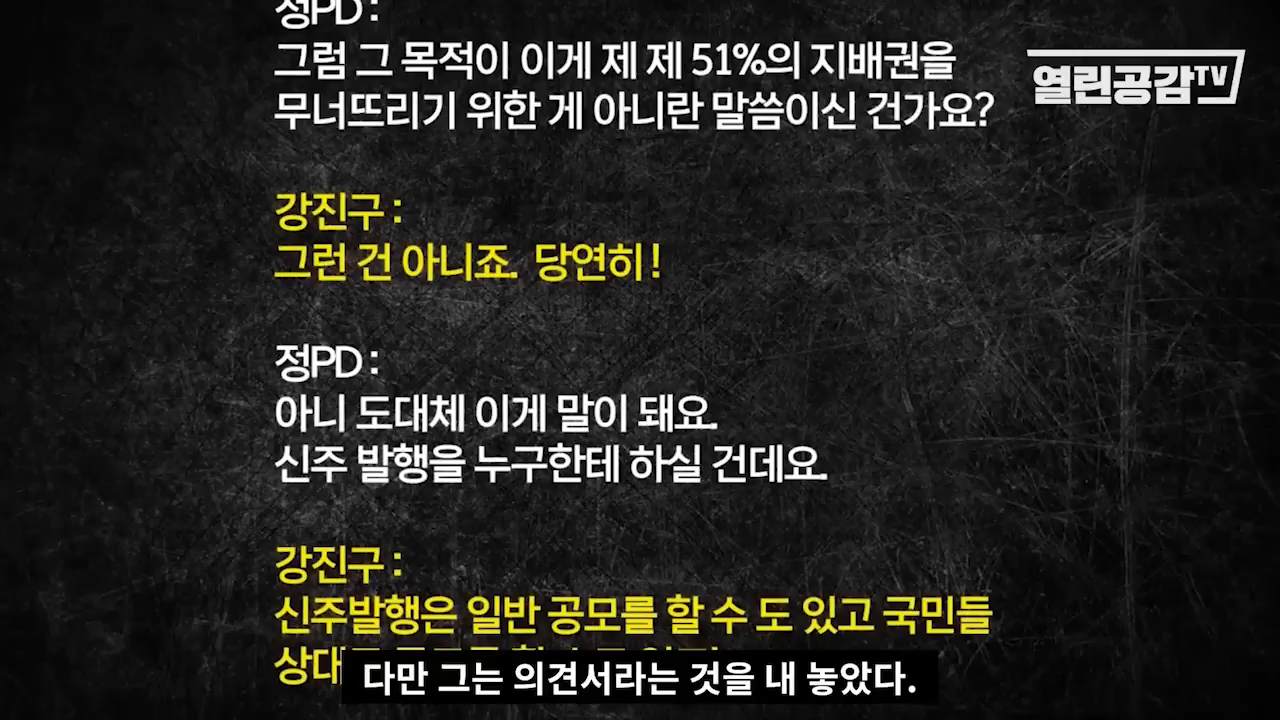 정PD :
그럼 그 목적이 이게 제 제 51%의 지배권을
무너뜨리기 위한 게 아니란 말씀이신 건가요?
열린공감TV
강진구 :
그런 건 아니죠. 당연히!
정PD :
아니 도대체 이게 말이 돼요.
신주 발행을 누구한테 하실 건데요.
강진구 :
신주발행은 일반 공모를 할 수 도 있고 국민들
다만 그는 의견서라는 것을 내 놓았다.